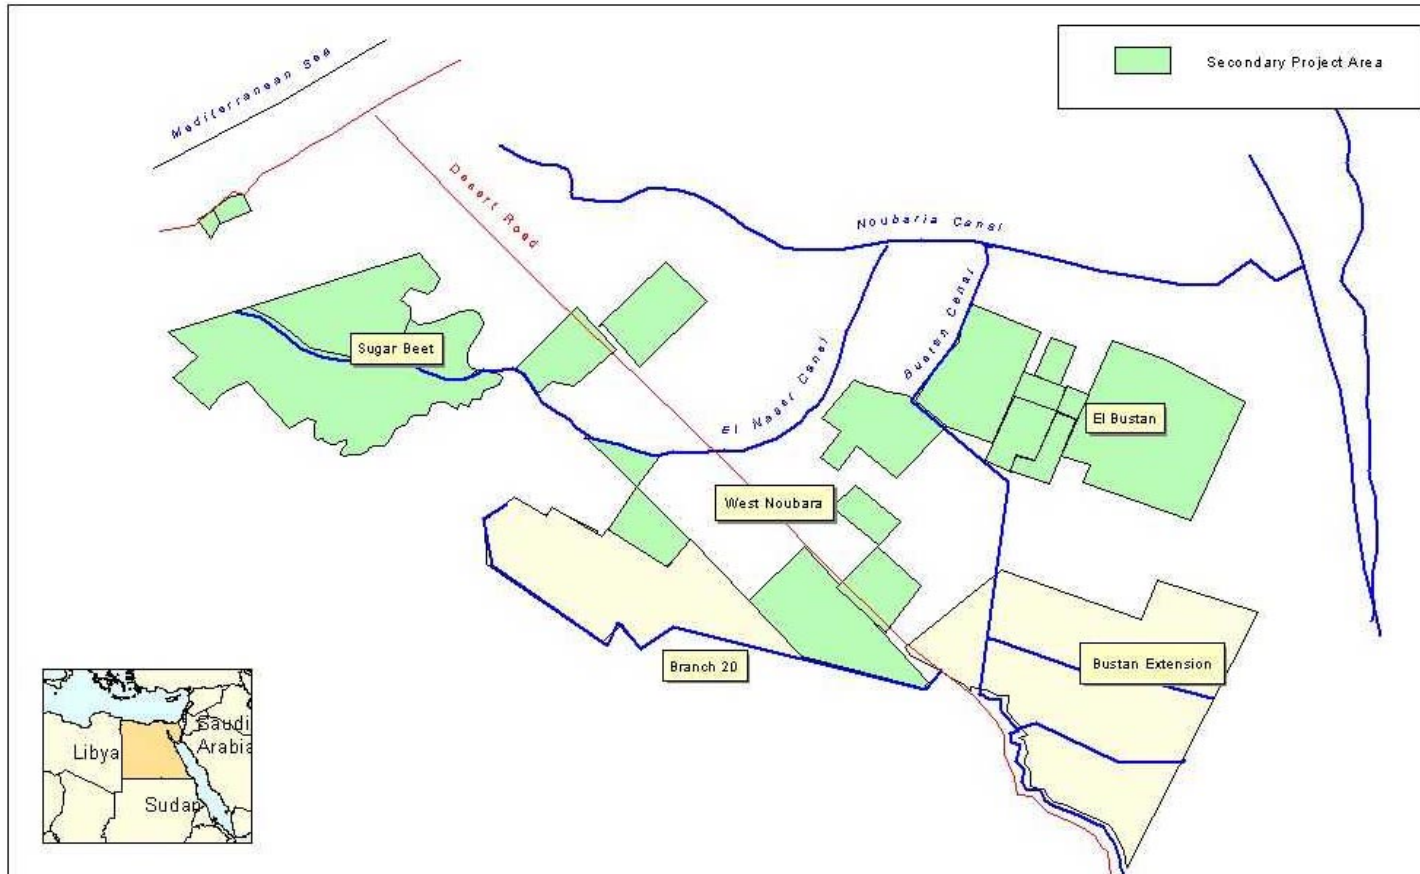 Secondary Project Area
Mediterranean Sea
Desert Road
Noubaria Canal
Bustan Canal
El Naser Canal
Sugar Beet
El Bustan
West Noubara
Branch 20
Bustan Extension
Saudi
Arabia
Libya
Sudan